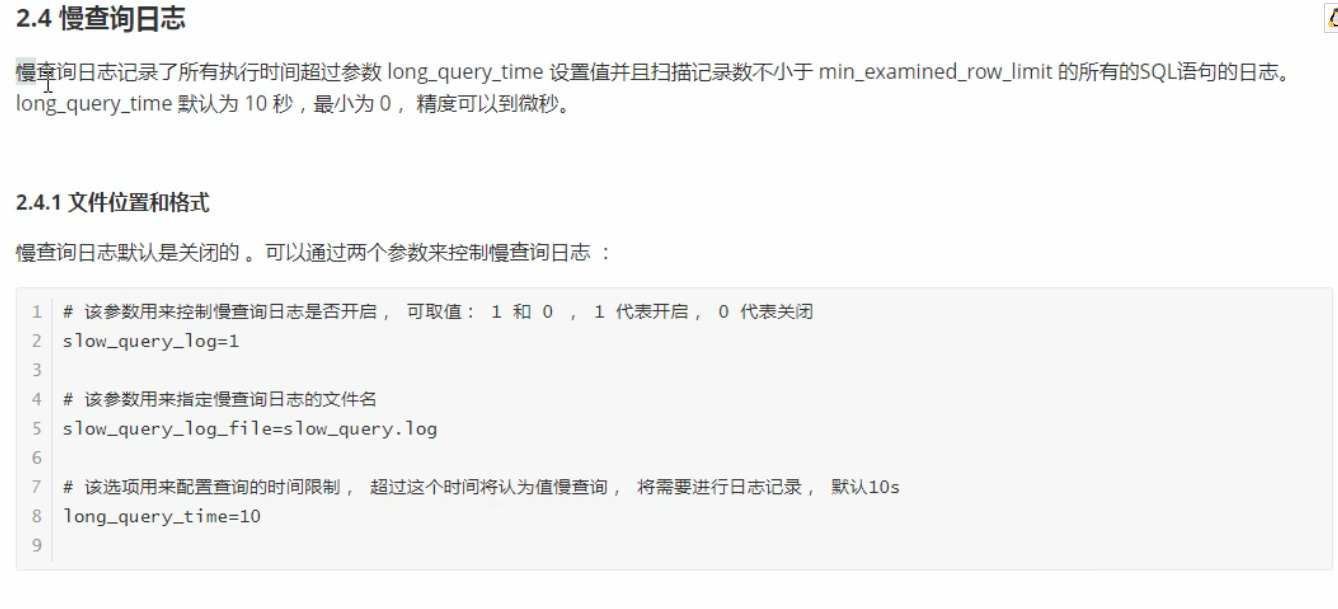 2.4 慢查询日志
慢查询日志记录了所有执行时间超过参数 long_query_time 设置值并且扫描记录数不小于 min_examined_row_limit 的所有的SQL语句的日志。
long_query_time 默认为 10 秒，最小为 0 ， 精度可以到微秒。
2.4.1 文件位置和格式
慢查询日志默认是关闭的 。可以通过两个参数来控制慢查询日志 ：
1 # 该参数用来控制慢查询日志是否开启， 可取值： 1 和 0 ， 1 代表开启， 0 代表关闭
2 slow_query_log=1
3
4 # 该参数用来指定慢查询日志的文件名
5 slow_query_log_file=slow_query.log
6
7 # 该选项用来配置查询的时间限制， 超过这个时间将认为值慢查询， 将需要进行日志记录， 默认10s
8 long_query_time=10
9